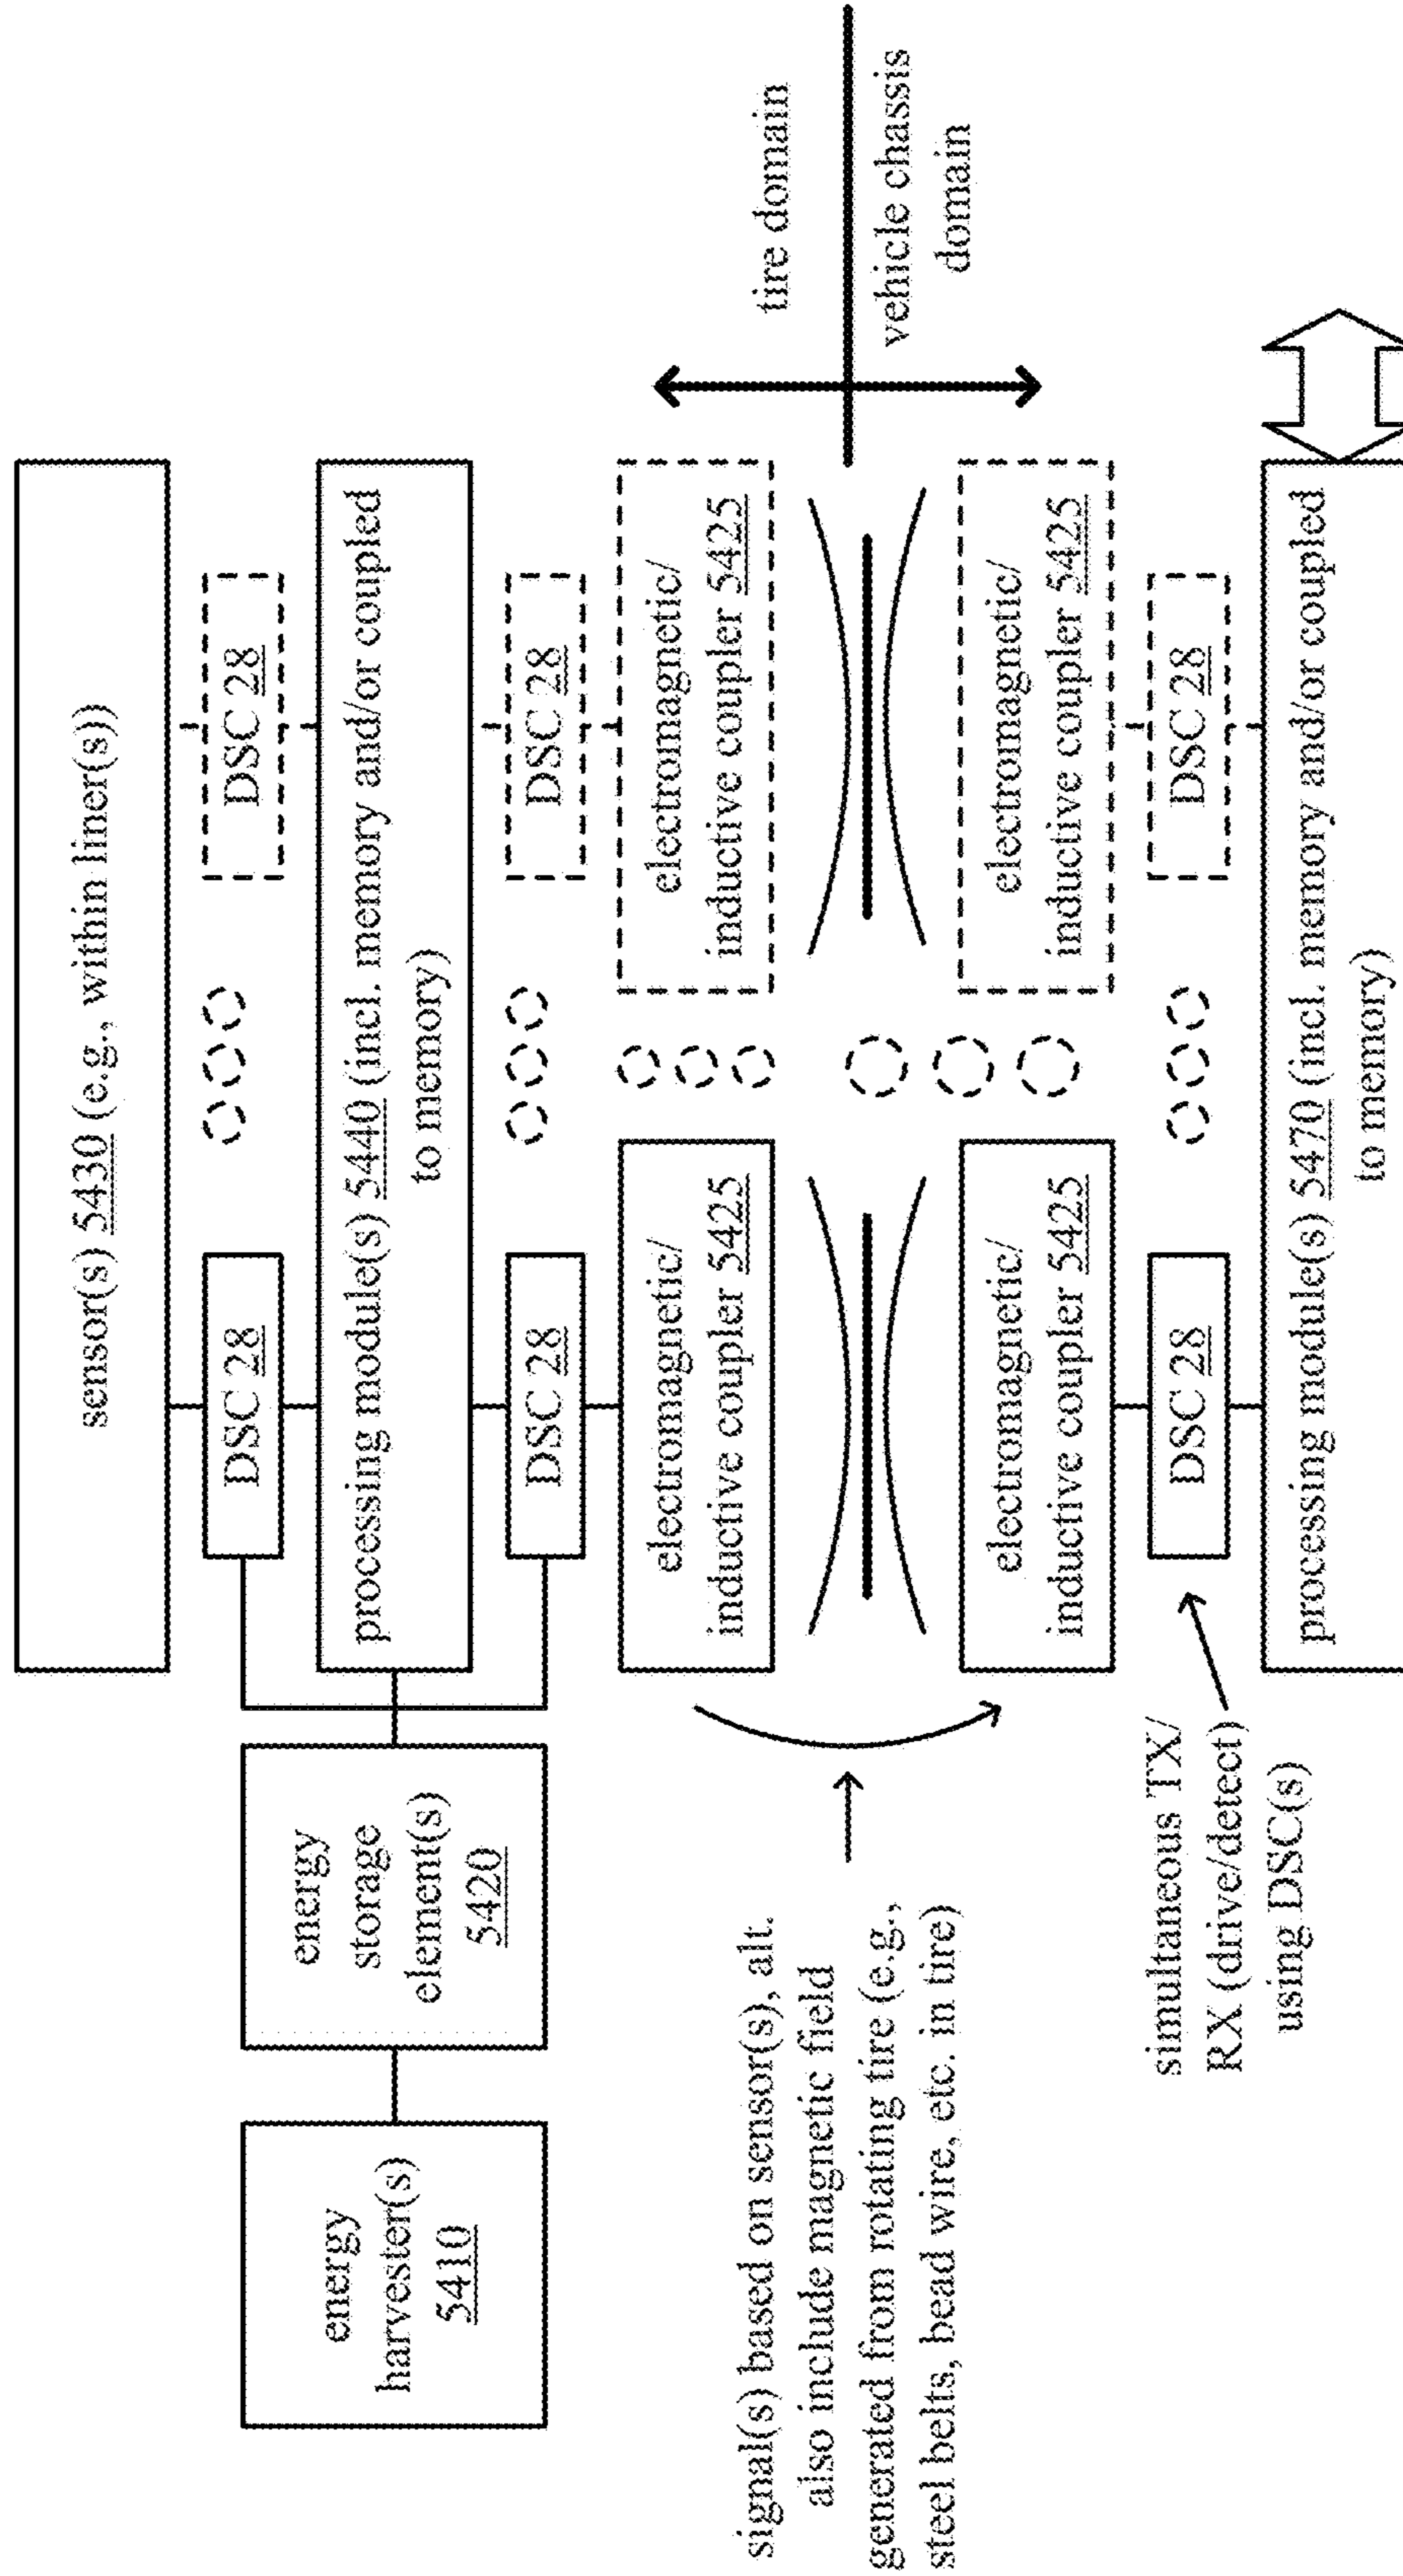 sensor(s) 5430 (e.g., within liner(s))
DSC 28
DSC 28
energy
harvester(s)
5410
energy
storage
element(s)
5420
processing module(s) 5440 (incl. memory and/or coupled
to memory)
DSC 28
DSC 28
electromagnetic/
inductive coupler 5425
electromagnetic/
inductive coupler 5425
signal(s) based on sensor(s), alt.
also include magnetic field
generated from rotating tire (e.g.,
steel belts, bead wire, etc. in tire)
tire domain
vehicle chassis
domain
electromagnetic/
inductive coupler 5425
electromagnetic/
inductive coupler 5425
simultaneous TX/
RX (drive/detect)
using DSC(s)
DSC 28
DSC 28
processing module(s) 5470 (incl. memory and/or coupled
to memory)